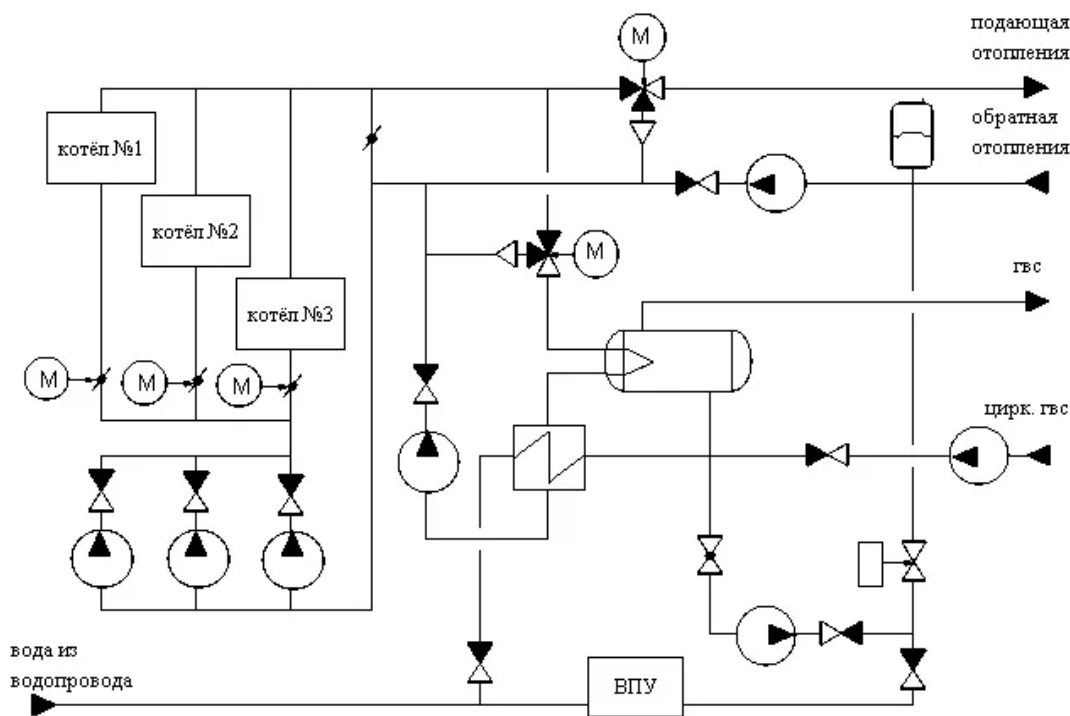 подающая
отопления
М
обратная
отопления
котёл №1
котёл №2
М
гвс
котёл №3
М
М
М
цирк. гвс
вода из
водопровода
ВПУ